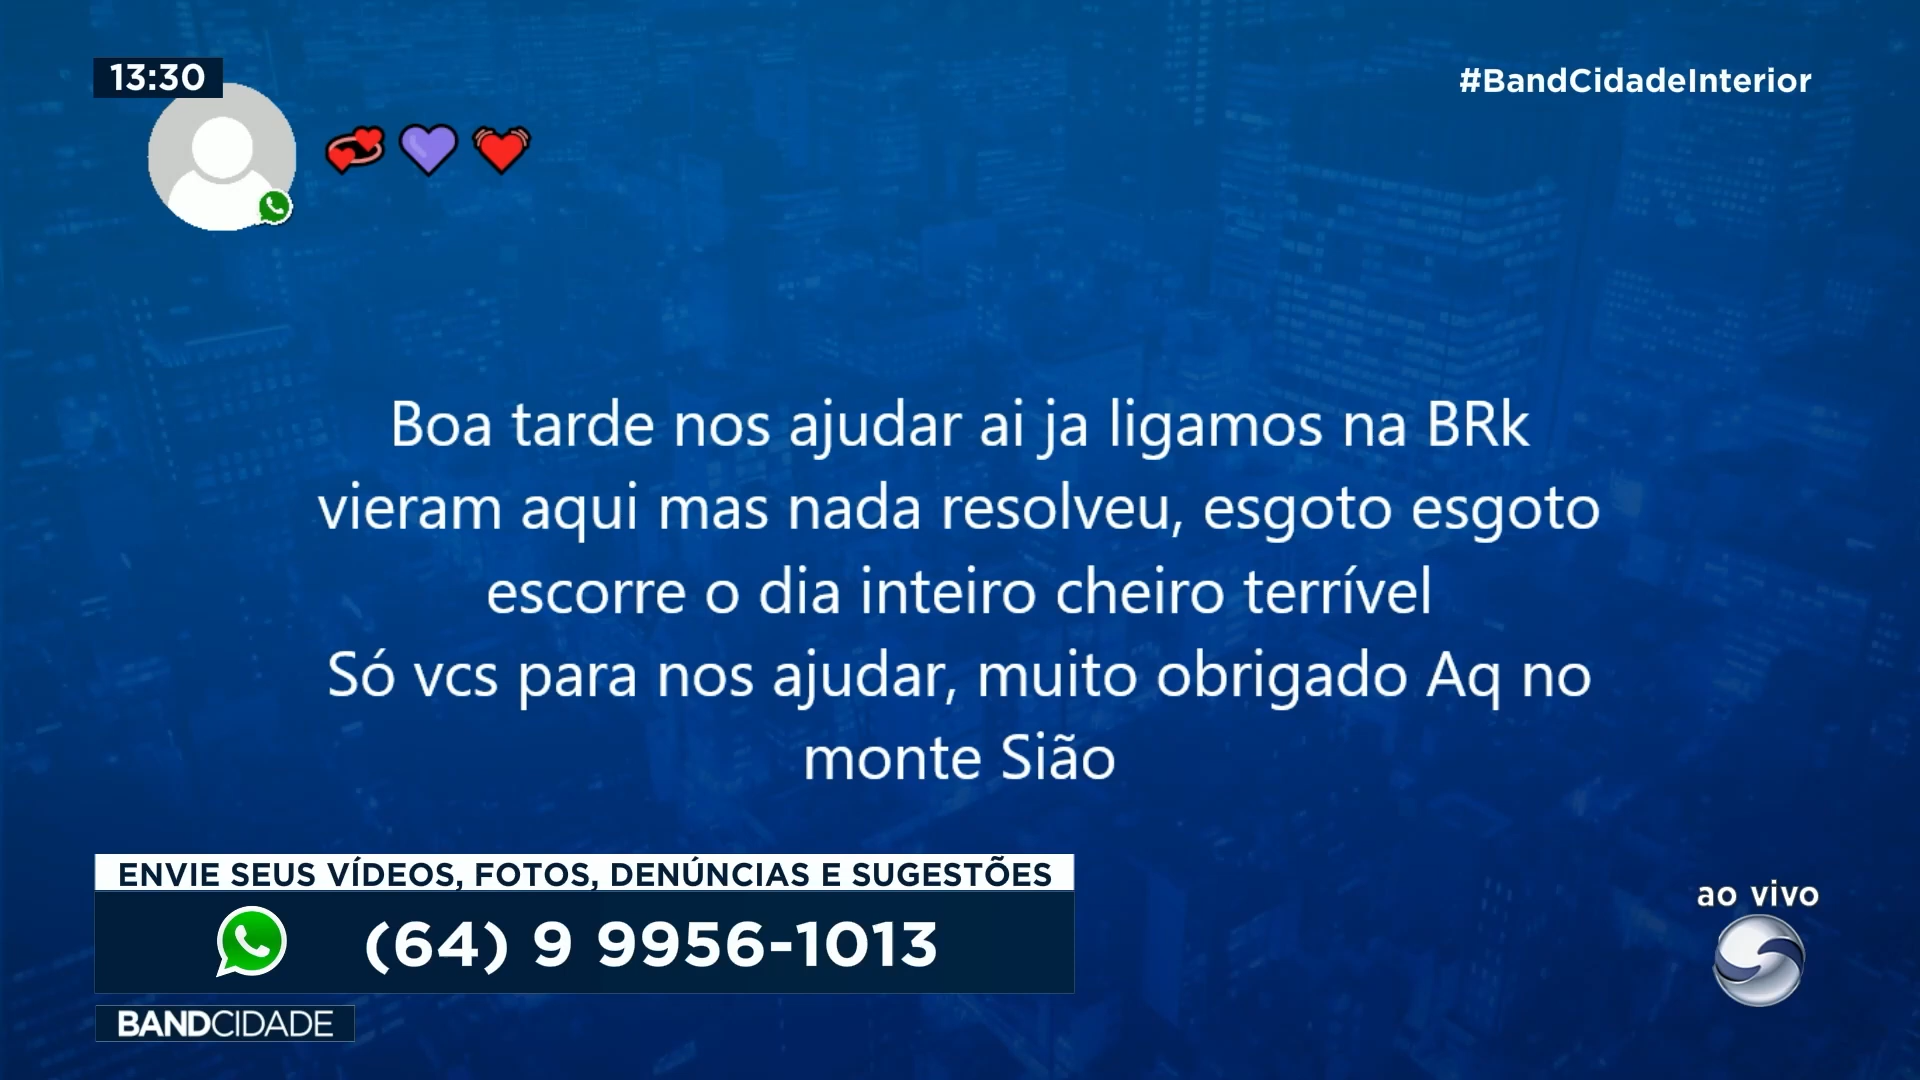 13:30
#BandCidadeInterior
Boa tarde nos ajudar ai ja ligamos na BRk
vieram aqui mas nada resolveu, esgoto esgoto
escorre o dia inteiro cheiro terrível
Só vcs para nos ajudar, muito obrigado Aq no
monte Sião
ENVIE SEUS VÍDEOS, FOTOS, DENÚNCIAS E SUGESTÕES
(64) 9 9956-1013
ao vivo
BANDCIDADE